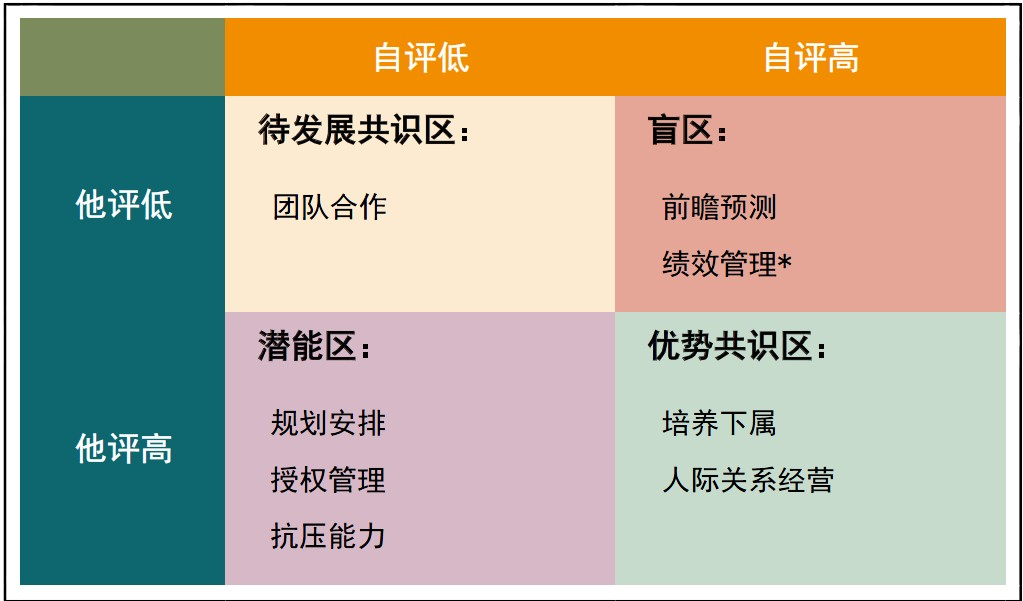 自评低
自评高
他评低
待发展共识区：
团队合作
盲区：
前瞻预测
绩效管理*
他评高
潜能区：
规划安排
授权管理
抗压能力
优势共识区：
培养下属
人际关系经营